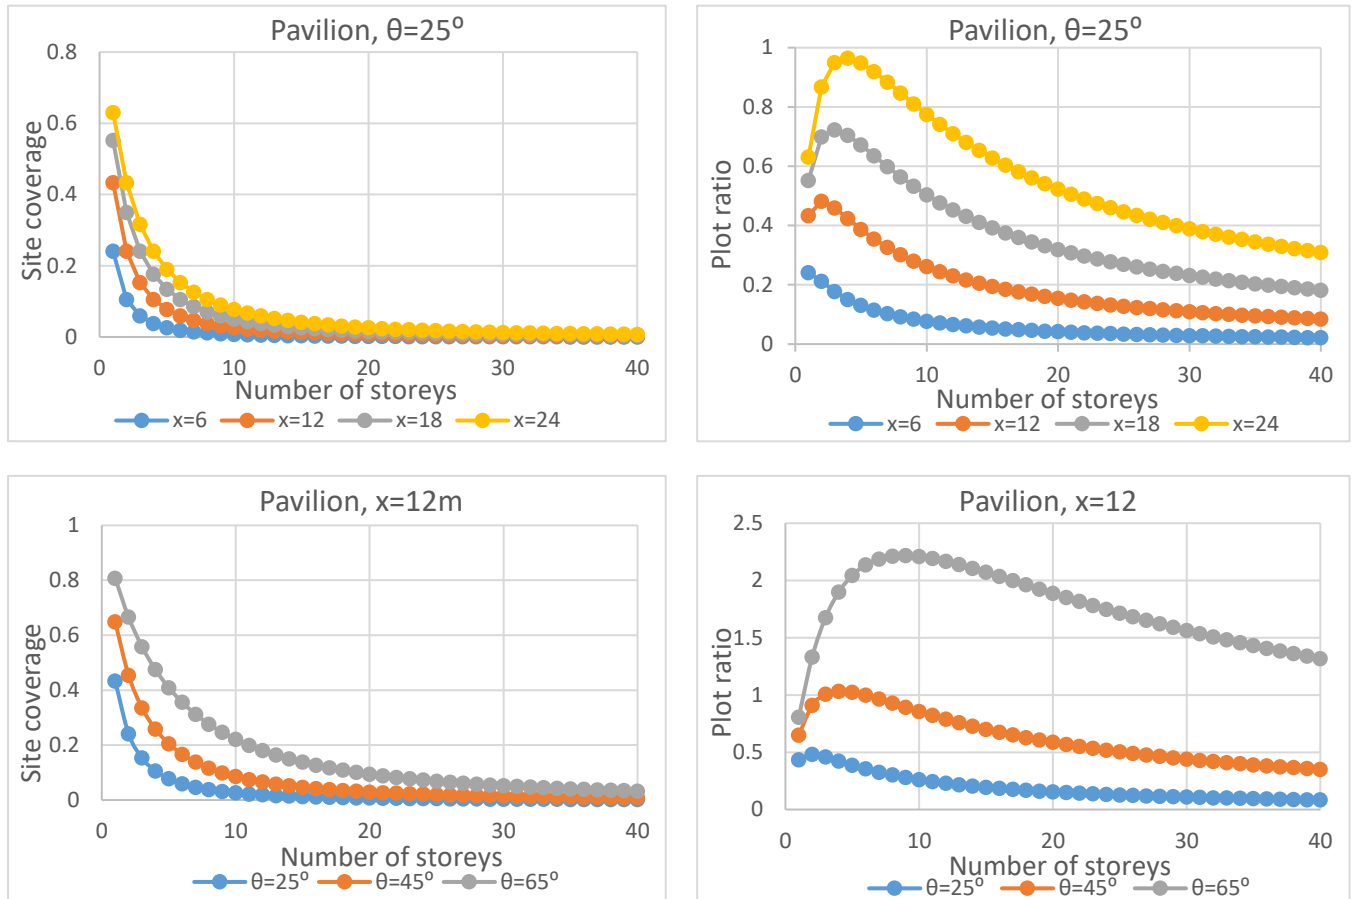 Pavilion, θ=25º
Site coverage
0.8
0.6
0.4
0.2
0
0 10 20 30 40
Number of storeys
x=6 x=12 x=18 x=24
Pavilion, θ=25º
Plot ratio
1
0.8
0.6
0.4
0.2
0
0 10 20 30 40
Number of storeys
x=6 x=12 x=18 x=24
Pavilion, x=12m
Site coverage
1
0.8
0.6
0.4
0.2
0
0 10 20 30 40
Number of storeys
θ=25º θ=45º θ=65º
Pavilion, x=12
Plot ratio
2.5
2
1.5
1
0.5
0
0 10 20 30 40
Number of storeys
θ=25º θ=45º θ=65º